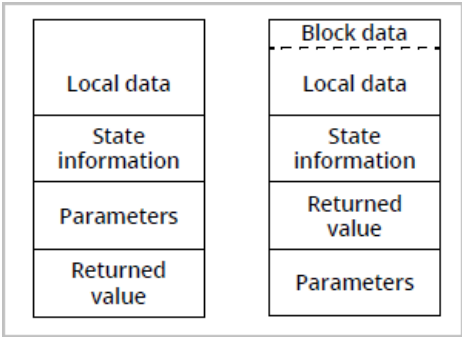 Local data
State
information
Parameters
Returned
value
Block data
Local data
State
information
Returned
value
Parameters